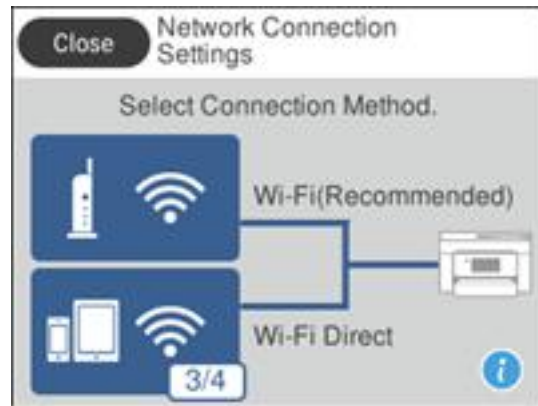 Close
Network Connection
Settings
Select Connection Method.
Wi-Fi(Recommended)
Wi-Fi Direct
3/4
i